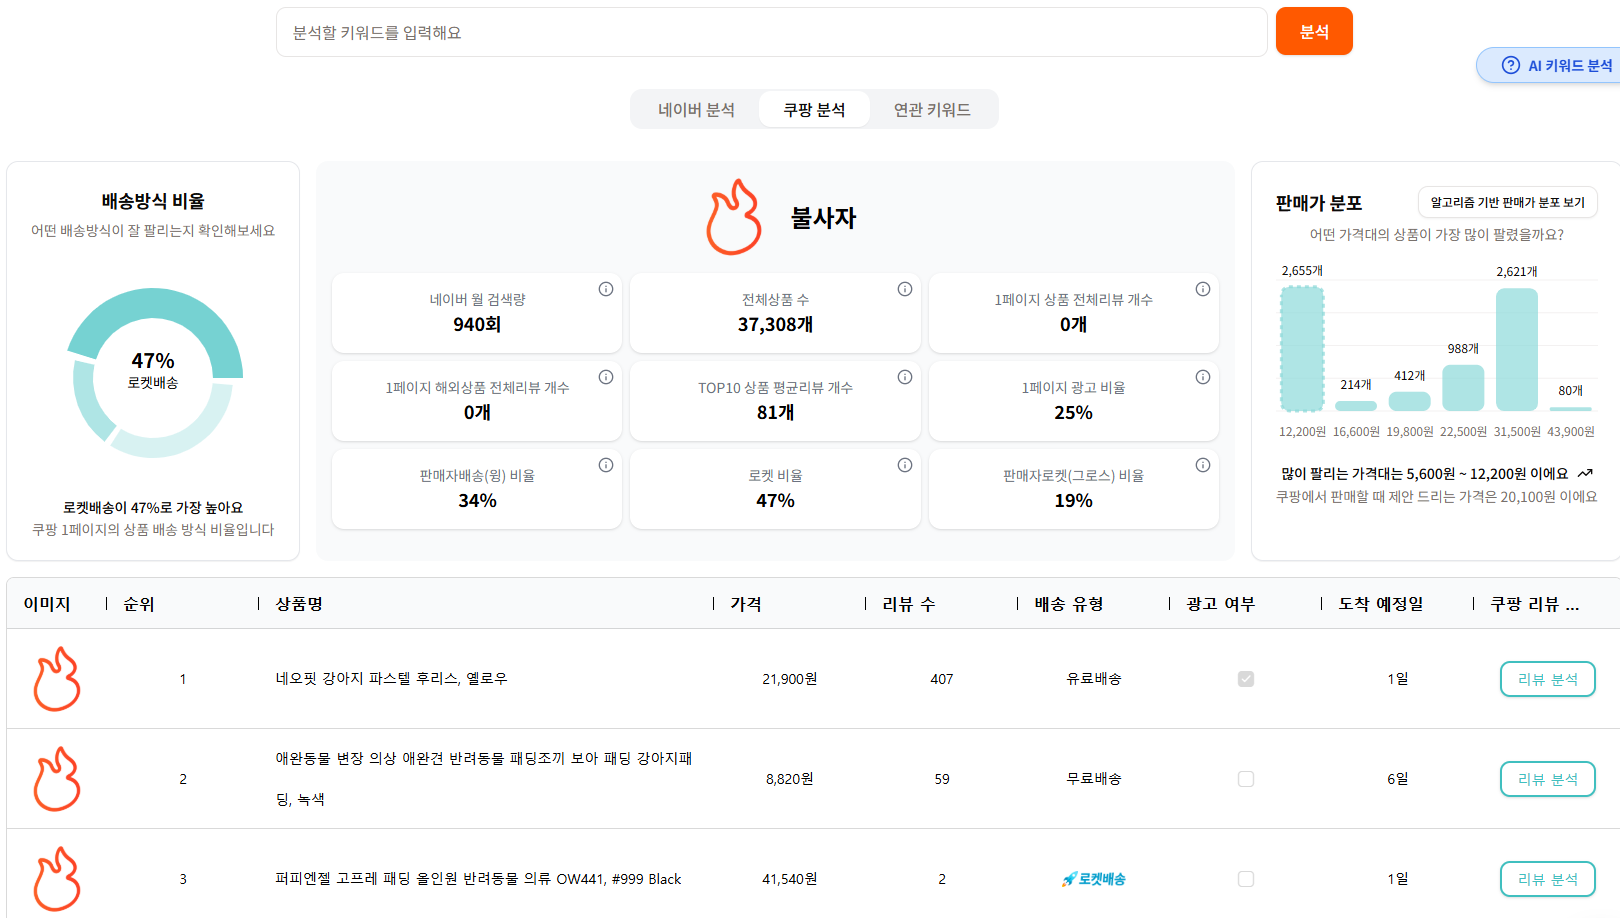 분석할 키워드를 입력해요
분석
AI 키워드 분석
네이버 분석
쿠팡 분석
연관 키워드
배송방식 비율
어떤 배송방식이 잘 팔리는지 확인해보세요
47%
로켓배송
로켓배송이 47%로 가장 높아요
쿠팡 1페이지의 상품 배송 방식 비율입니다
불사자
네이버 월 검색량
940회
전체상품 수
37,308개
1페이지 상품 전체리뷰 개수
0개
1페이지 해외상품 전체리뷰 개수
0개
TOP10 상품 평균리뷰 개수
81개
1페이지 광고 비율
25%
판매자배송(윙) 비율
34%
로켓 비율
47%
판매자로켓(그로스) 비율
19%
판매가 분포
알고리즘 기반 판매가 분포 보기
어떤 가격대의 상품이 가장 많이 팔렸을까요?
2,655개
214개
412개
988개
2,621개
80개
12,200원 16,600원 19,800원 22,500원 31,500원 43,900원
많이 팔리는 가격대는 5,600원 ~ 12,200원 이에요
쿠팡에서 판매할 때 제안 드리는 가격은 20,100원 이에요
이미지 순위 상품명 가격 리뷰 수 배송 유형 광고 여부 도착 예정일 쿠팡 리뷰 ...
1 네오핏 강아지 파스텔 후리스, 옐로우 21,900원 407 유료배송 1일 리뷰 분석
애완동물 변장 의상 애완견 반려동물 패딩조끼 보아 패딩 강아지패
2 8,820원 59 무료배송 6일 리뷰 분석
딩, 녹색
3 퍼피엔젤 고프레 패딩 올인원 반려동물 의류 OW441, #999 Black 41,540원 2 로켓배송 1일 리뷰 분석